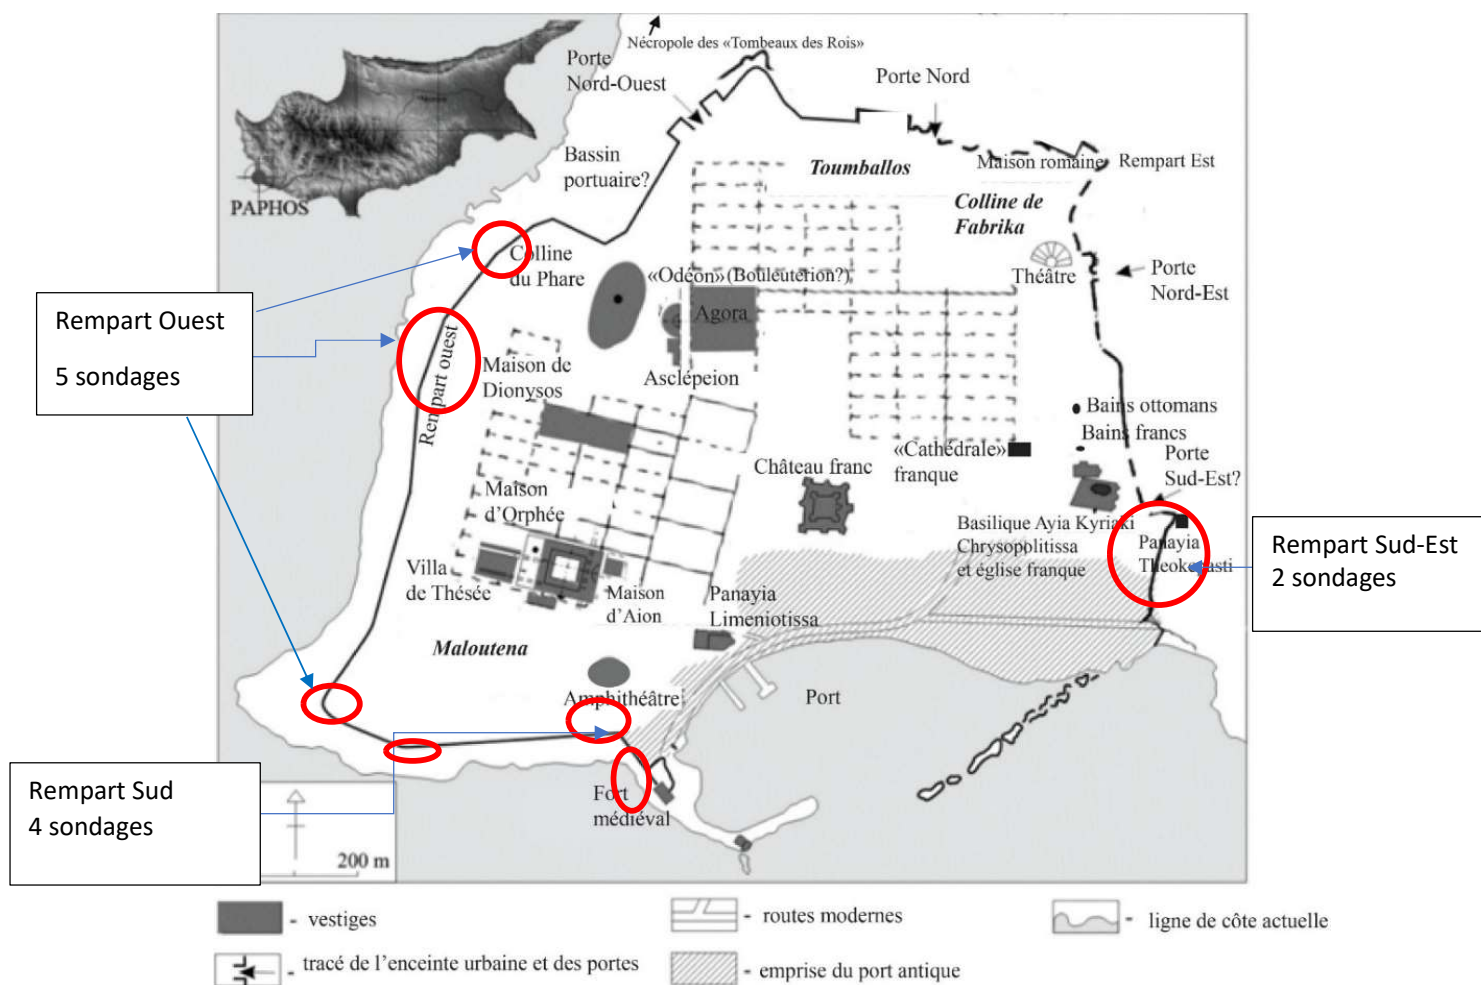 Nécropole des «Tombeaux des Rois»
Porte
Nord-Ouest
Porte Nord
Bassin
portuaire?
Toumballos
Maison romaine
Rempart Est
PAPHOS
Colline de
Fabrika
Colline
du Phare
«Odéon» (Bouleuterion?)
Théâtre
Porte
Nord-Est
Rempart Ouest
5 sondages
Agora
Rempart ouest
Maison de
Dionysos
Asclépeion
Bains ottomans
Bains francs
«Cathédrale»
franque
Château franc
Porte
Sud-Est?
Maison
d'Orphée
Basilique Ayia Kyriaki
Chrysopolitissa
et église franque
Panayia
Rempart Sud-Est
2 sondages
Villa
de Thésée
Maison
d'Aion
Panayia
Limeniotissa
Maloutena
Amphithéâtre
Port
Rempart Sud
4 sondages
Fort
médiéval
200 m
- vestiges
- routes modernes
- ligne de côte actuelle
- tracé de l'enceinte urbaine et des portes
- emprise du port antique